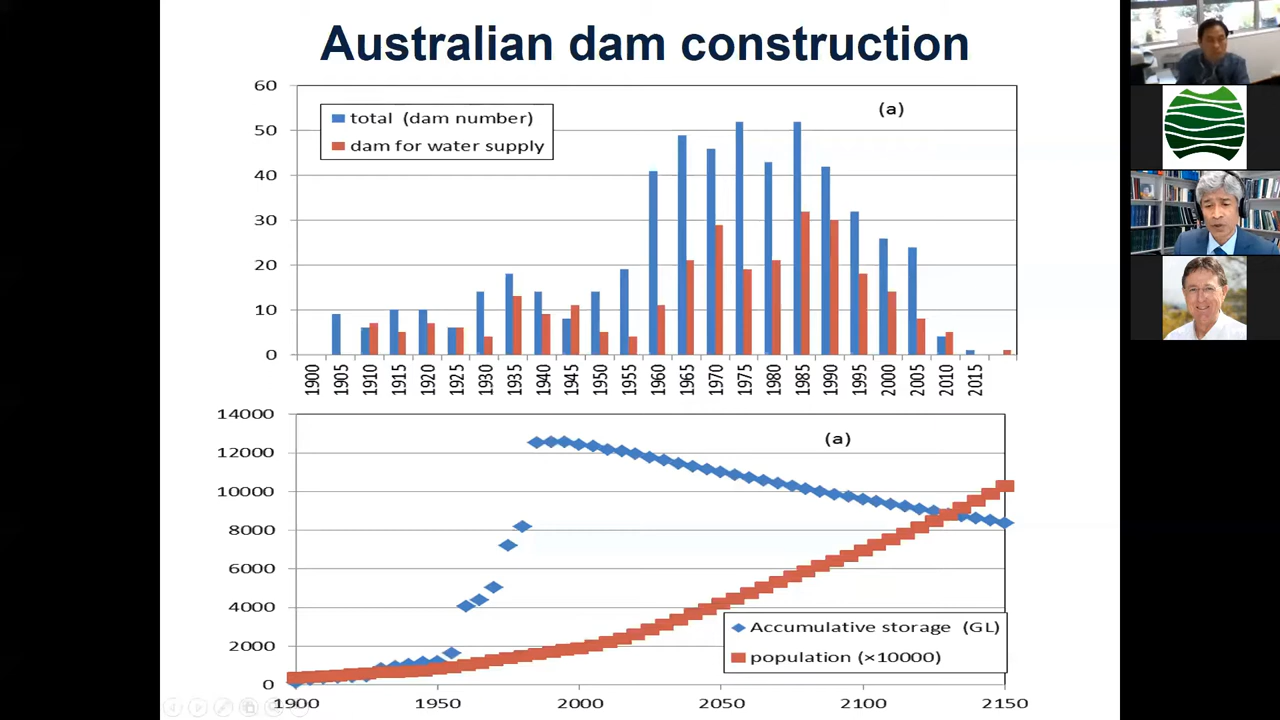 Australian dam construction
60
50
40
30
20
10
0
total (dam number)
dam for water supply
(a)
1900 1905 1910 1915 1920 1925 1930 1935 1940 1945 1950 1955 1960 1965 1970 1975 1980 1985 1990 1995 2000 2005 2010 2015
14000
12000
10000
8000
6000
4000
2000
0
(a)
Accumulative storage (GL)
population (×10000)
1900 1950 2000 2050 2100 2150